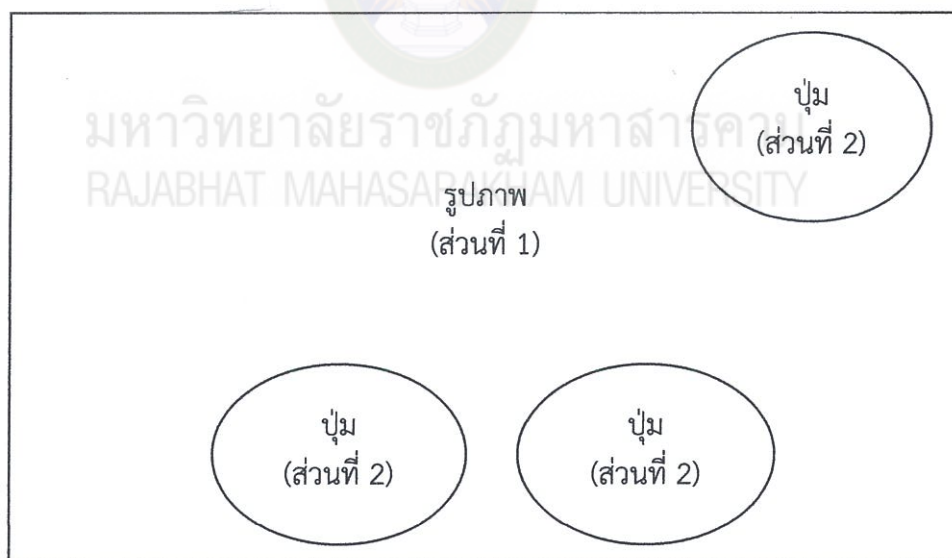 มหาวิทยาลัยราชภัฏมหาสารคาม
RAJABHAT MAHASARAKHAM UNIVERSITY
ปุ่ม
(ส่วนที่ 2)
รูปภาพ
(ส่วนที่ 1)
ปุ่ม
(ส่วนที่ 2)
ปุ่ม
(ส่วนที่ 2)